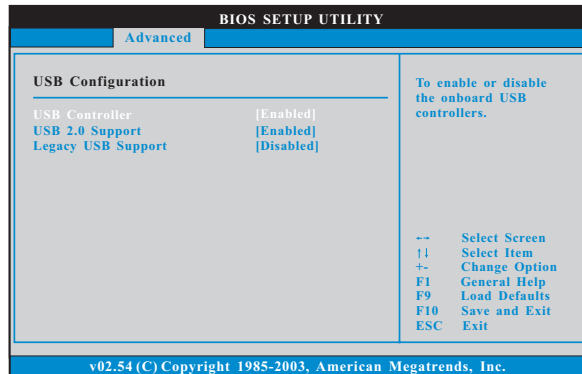 BIOS SETUP UTILITY
Advanced
USB Configuration
USB Controller [Enabled]
USB 2.0 Support [Enabled]
Legacy USB Support [Disabled]
To enable or disable
the onboard USB
controllers.
←→ Select Screen
↑↓ Select Item
+- Change Option
F1 General Help
F9 Load Defaults
F10 Save and Exit
ESC Exit
v02.54 (C) Copyright 1985-2003, American Megatrends, Inc.